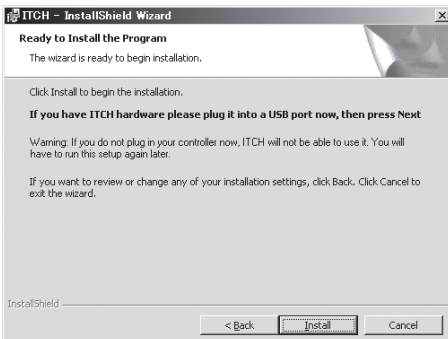 ITCH - InstallShield Wizard
Ready to Install the Program
The wizard is ready to begin installation.
Click Install to begin the installation.
If you have ITCH hardware please plug it into a USB port now, then press Next
Warning: If you do not plug in your controller now, ITCH will not be able to use it. You will
have to run this setup again later.
If you want to review or change any of your installation settings, click Back. Click Cancel to
exit the wizard.
InstallShield
< Back Install Cancel